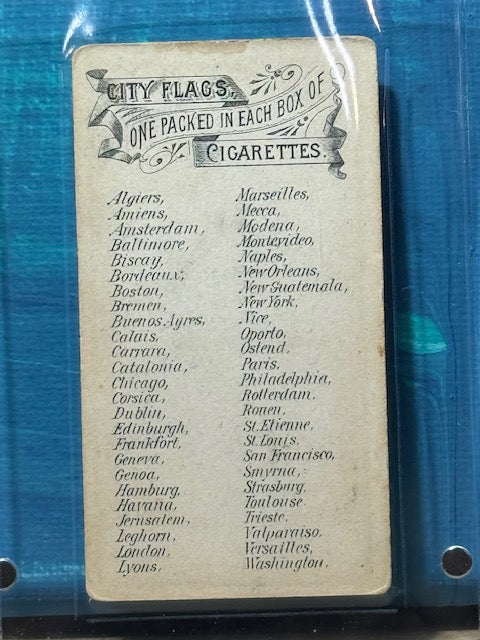 CITY FLAGS,
ONE PACKED IN EACH BOX OF
CIGARETTES.
Algiers,
Amiens,
Amsterdam,
Baltimore,
Biscay,
Bordeaux,
Boston,
Bremen,
Buenos Ayres,
Calais,
Carrara,
Catalonia,
Chicago,
Corsica,
Dublin,
Edinburgh,
Frankfort,
Geneva,
Genoa,
Hamburg,
Havana,
Jerusalem,
Leghorn,
London,
Lyons,
Marseilles,
Mecca,
Modena,
Montevideo,
Naples,
New Orleans,
New Guatemala,
New York,
Nice,
Oporto,
Ostend,
Paris,
Philadelphia,
Rotterdam,
Rouen,
St. Etienne,
St. Louis,
San Francisco,
Smyrna,
Strasburg,
Toulouse,
Trieste,
Valparaiso,
Versailles,
Washington.